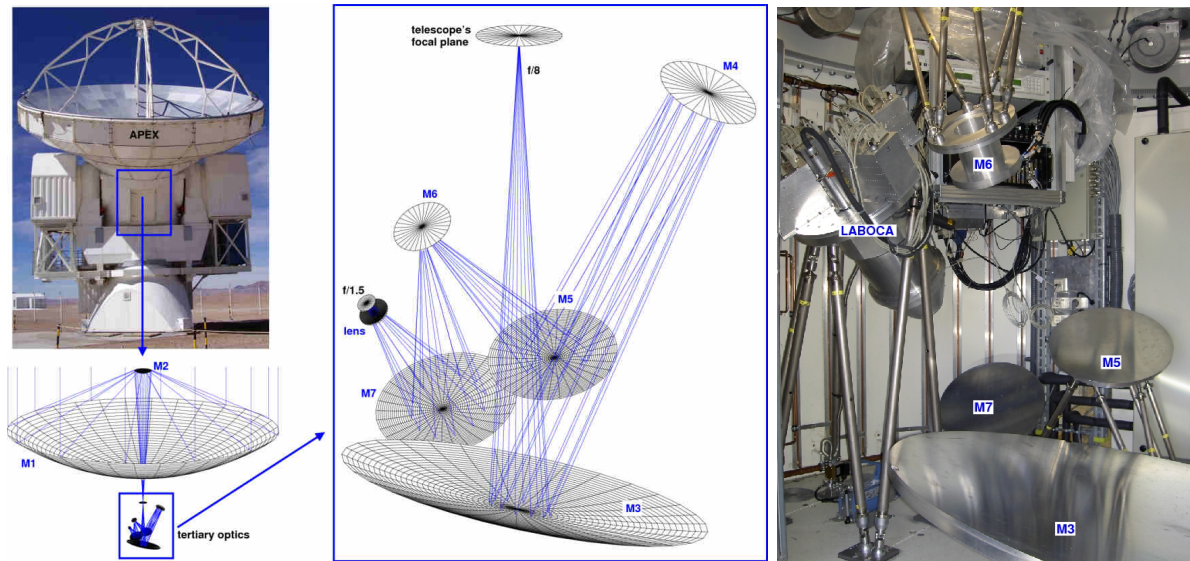 APEX
M2
M1
tertiary optics
telescope's
focal plane
f/8
M4
M6
f/1.5
lens
M5
M7
M3
M6
LABOCA
M5
M7
M3